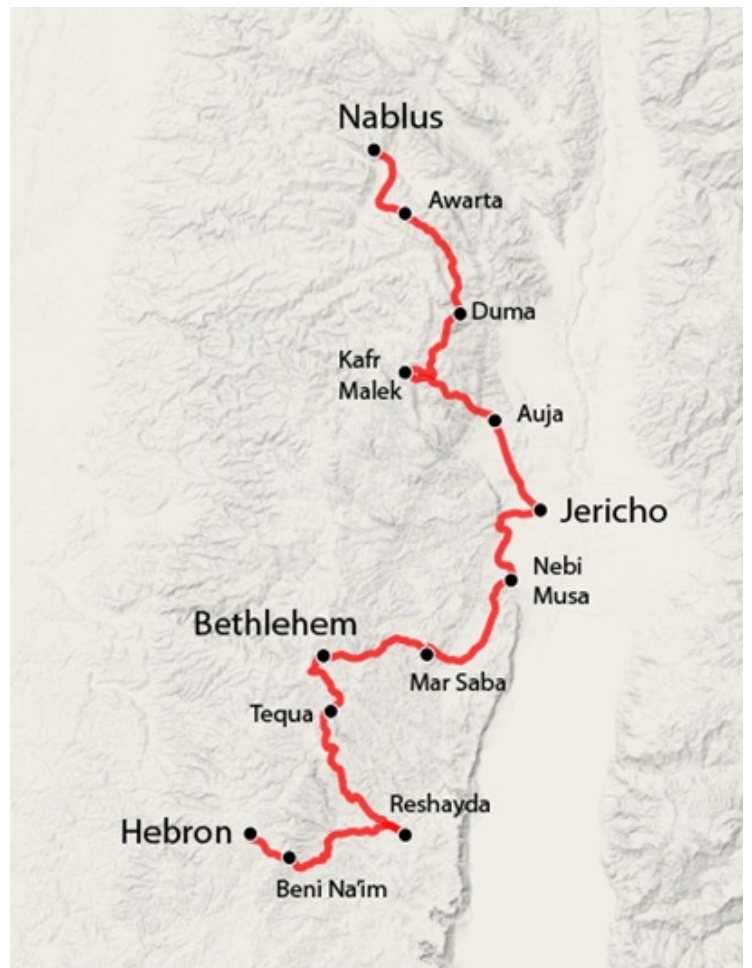 Nablus
Awarta
Duma
Kafr
Malek
Auja
Jericho
Nebi
Musa
Bethlehem
Mar Saba
Tequa
Reshayda
Hebron
Beni Na'im